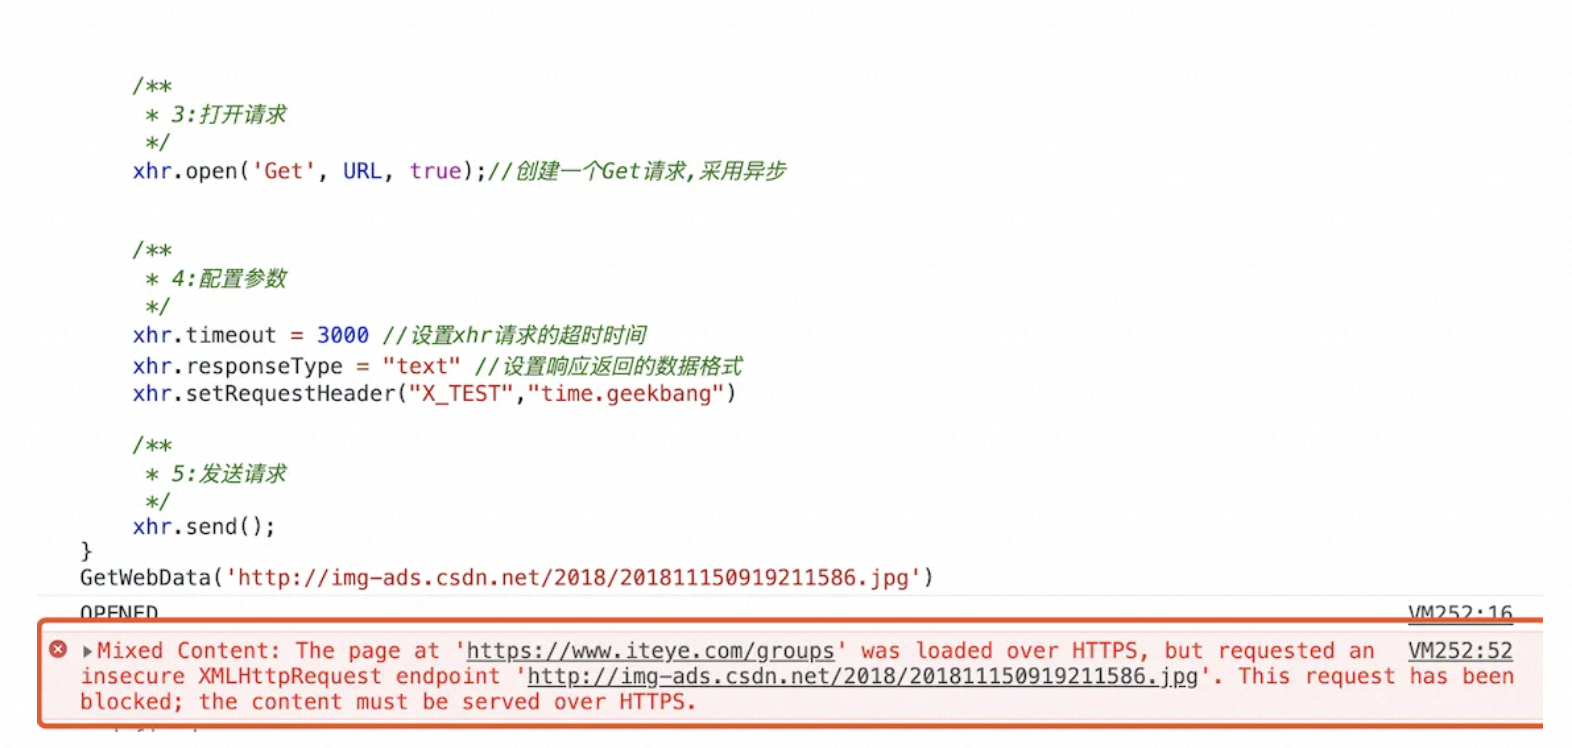 /**
* 3:打开请求
*/
xhr.open('Get', URL, true);//创建一个Get请求,采用异步
/**
* 4:配置参数
*/
xhr.timeout = 3000 //设置xhr请求的超时时间
xhr.responseType = "text" //设置响应返回的数据格式
xhr.setRequestHeader("X_TEST","time.geekbang")
/**
* 5:发送请求
*/
xhr.send();
}
GetWebData('http://img-ads.csdn.net/2018/201811150919211586.jpg')
OPENED VM252:16
Mixed Content: The page at 'https://www.iteye.com/groups' was loaded over HTTPS, but requested an VM252:52
insecure XMLHttpRequest endpoint 'http://img-ads.csdn.net/2018/201811150919211586.jpg'. This request has been
blocked; the content must be served over HTTPS.